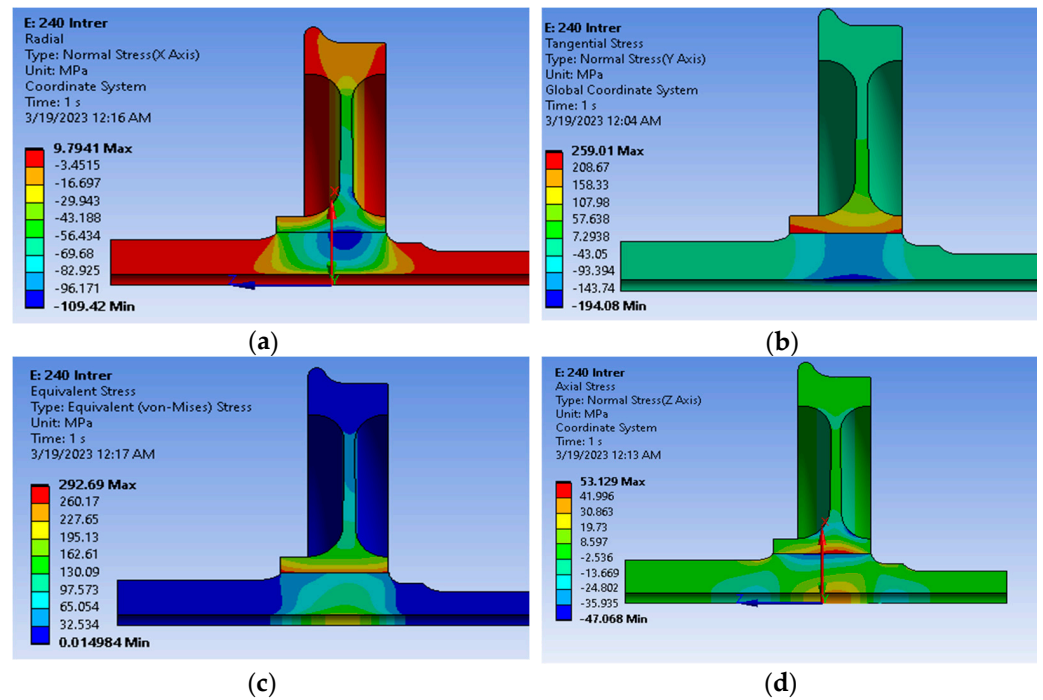 E: 240 Intrer
Radial
Type: Normal Stress(X Axis)
Unit: MPa
Coordinate System
Time: 1 s
3/19/2023 12:16 AM
9.7941 Max
-3.4515
-16.697
-29.943
-43.188
-56.434
-69.68
-82.925
-96.171
-109.42 Min
X
Z
Y
(a)
E: 240 Intrer
Tangential Stress
Type: Normal Stress(Y Axis)
Unit: MPa
Global Coordinate System
Time: 1 s
3/19/2023 12:04 AM
259.01 Max
208.67
158.33
107.98
57.638
7.2938
-43.05
-93.394
-143.74
-194.08 Min
(b)
E: 240 Intrer
Equivalent Stress
Type: Equivalent (von-Mises) Stress
Unit: MPa
Time: 1 s
3/19/2023 12:17 AM
292.69 Max
260.17
227.65
195.13
162.61
130.09
97.573
65.054
32.534
0.014984 Min
(c)
E: 240 Intrer
Axial Stress
Type: Normal Stress(Z Axis)
Unit: MPa
Coordinate System
Time: 1 s
3/19/2023 12:13 AM
53.129 Max
41.996
30.863
19.73
8.597
-2.536
-13.669
-24.802
-35.935
-47.068 Min
X
Z
Y
(d)